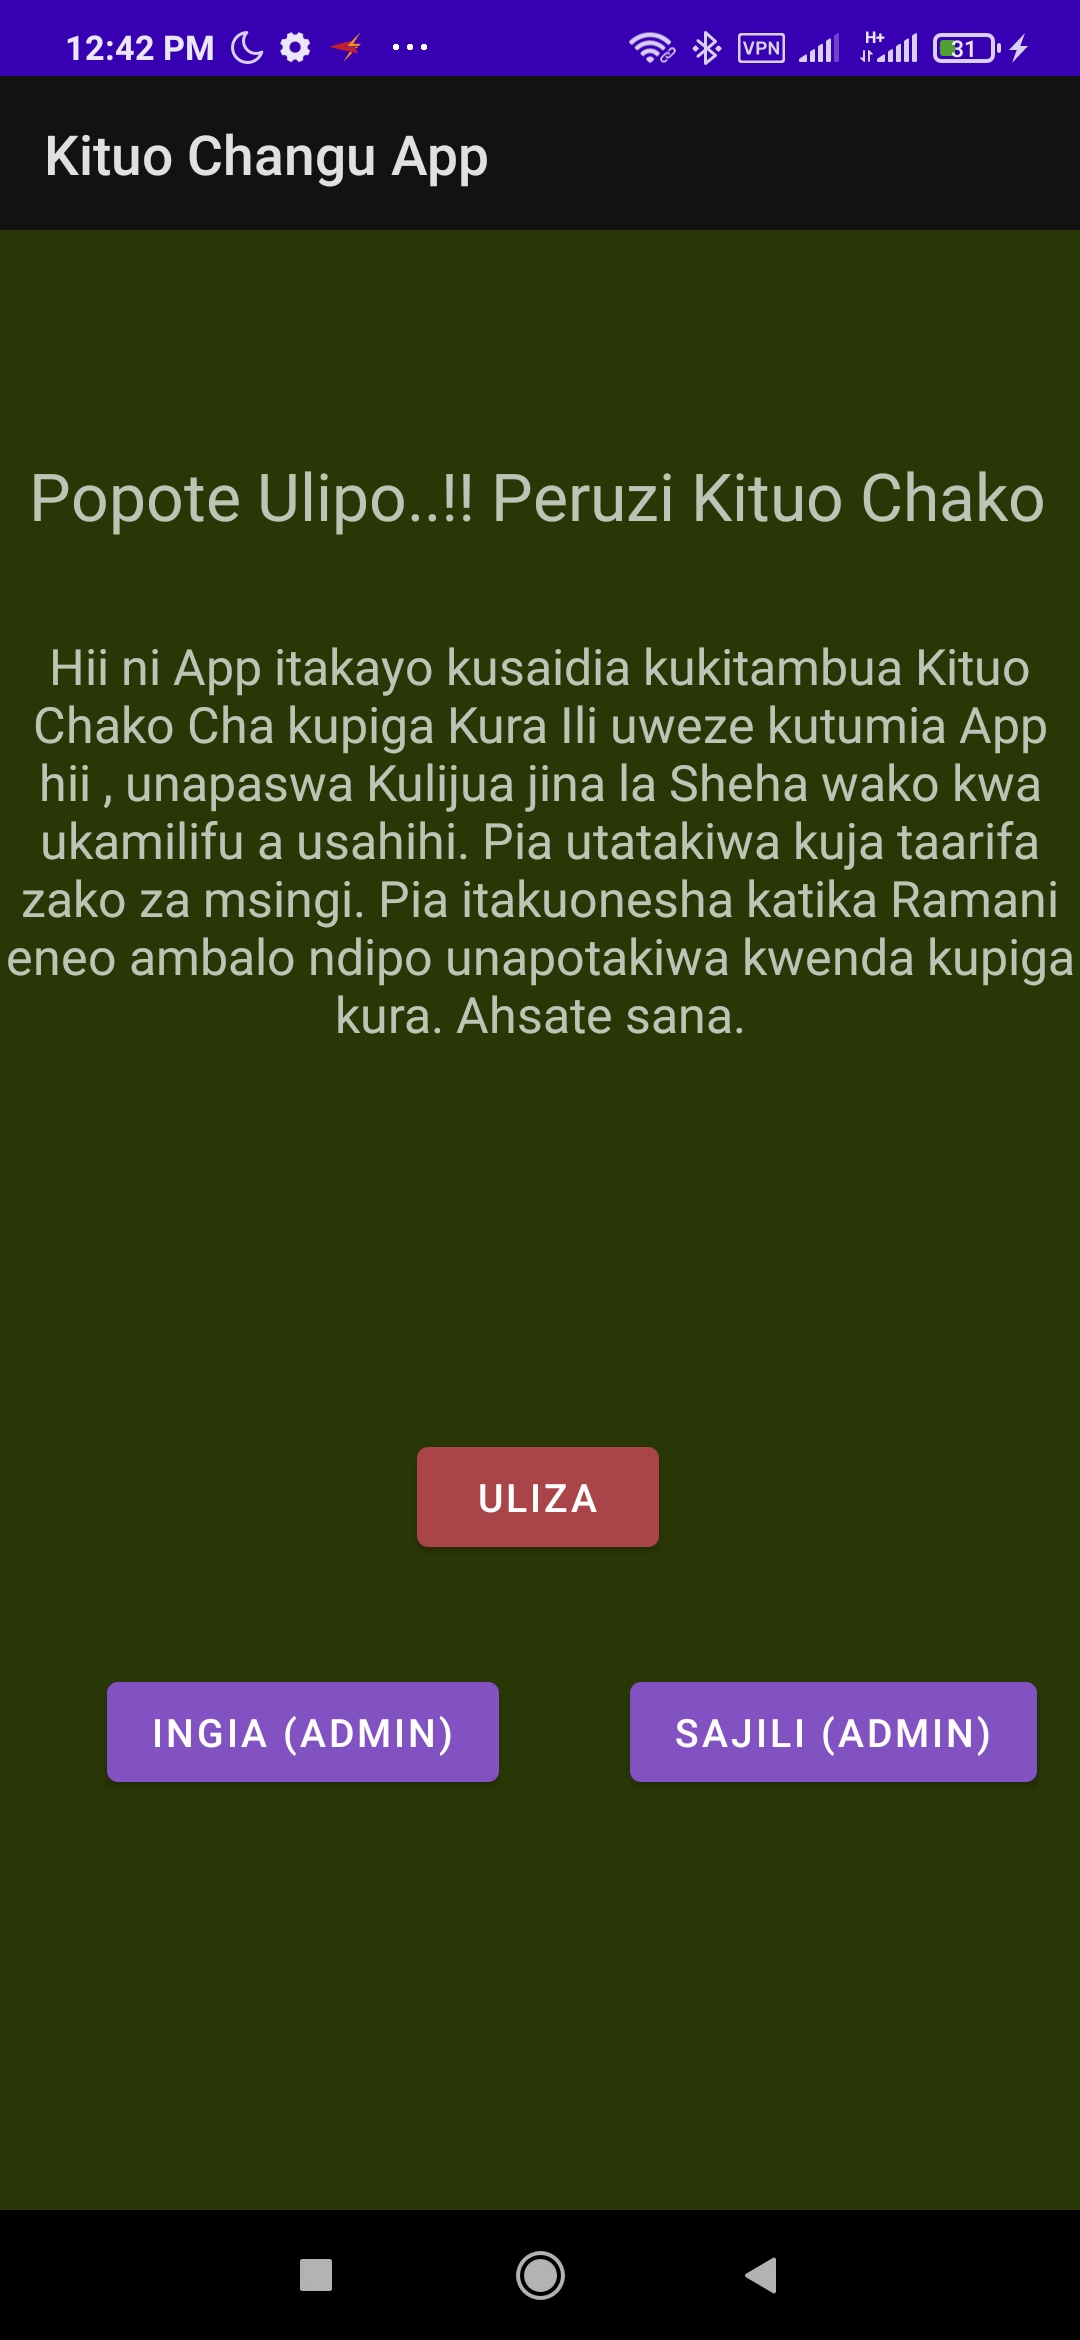 12:42 PM
VPN
H+
31
Kituo Changu App
Popote Ulipo..!! Peruzi Kituo Chako
Hii ni App itakayo kusaidia kukitambua Kituo
Chako Cha kupiga Kura Ili uweze kutumia App
hii , unapaswa Kulijua jina la Sheha wako kwa
ukamilifu a usahihi. Pia utatakiwa kuja taarifa
zako za msingi. Pia itakuonesha katika Ramani
eneo ambalo ndipo unapotakiwa kwenda kupiga
kura. Ahsate sana.
ULIZA
INGIA (ADMIN)
SAJILI (ADMIN)